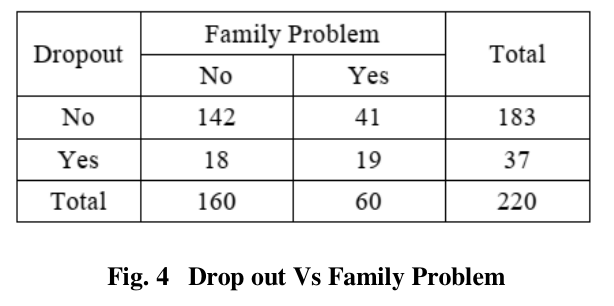 Dropout Family Problem Total
No Yes
No 142 41 183
Yes 18 19 37
Total 160 60 220
Fig. 4 Drop out Vs Family Problem